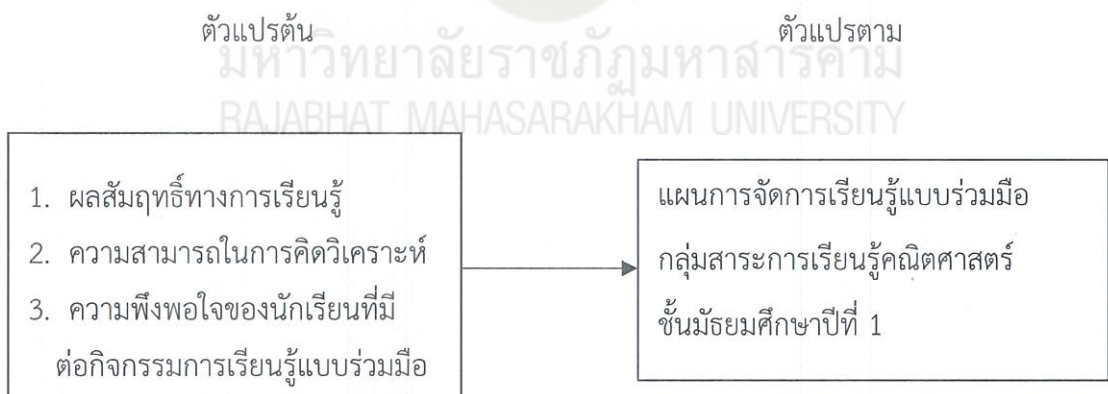 ตัวแปรต้น ตัวแปรตาม
มหาวิทยาลัยราชภัฏมหาสารคาม
RAJABHAT MAHASARAKHAM UNIVERSITY
1. ผลสัมฤทธิ์ทางการเรียนรู้
2. ความสามารถในการคิดวิเคราะห์
3. ความพึงพอใจของนักเรียนที่มี
ต่อกิจกรรมการเรียนรู้แบบร่วมมือ
แผนการจัดการเรียนรู้แบบร่วมมือ
กลุ่มสาระการเรียนรู้คณิตศาสตร์
ชั้นมัธยมศึกษาปีที่ 1